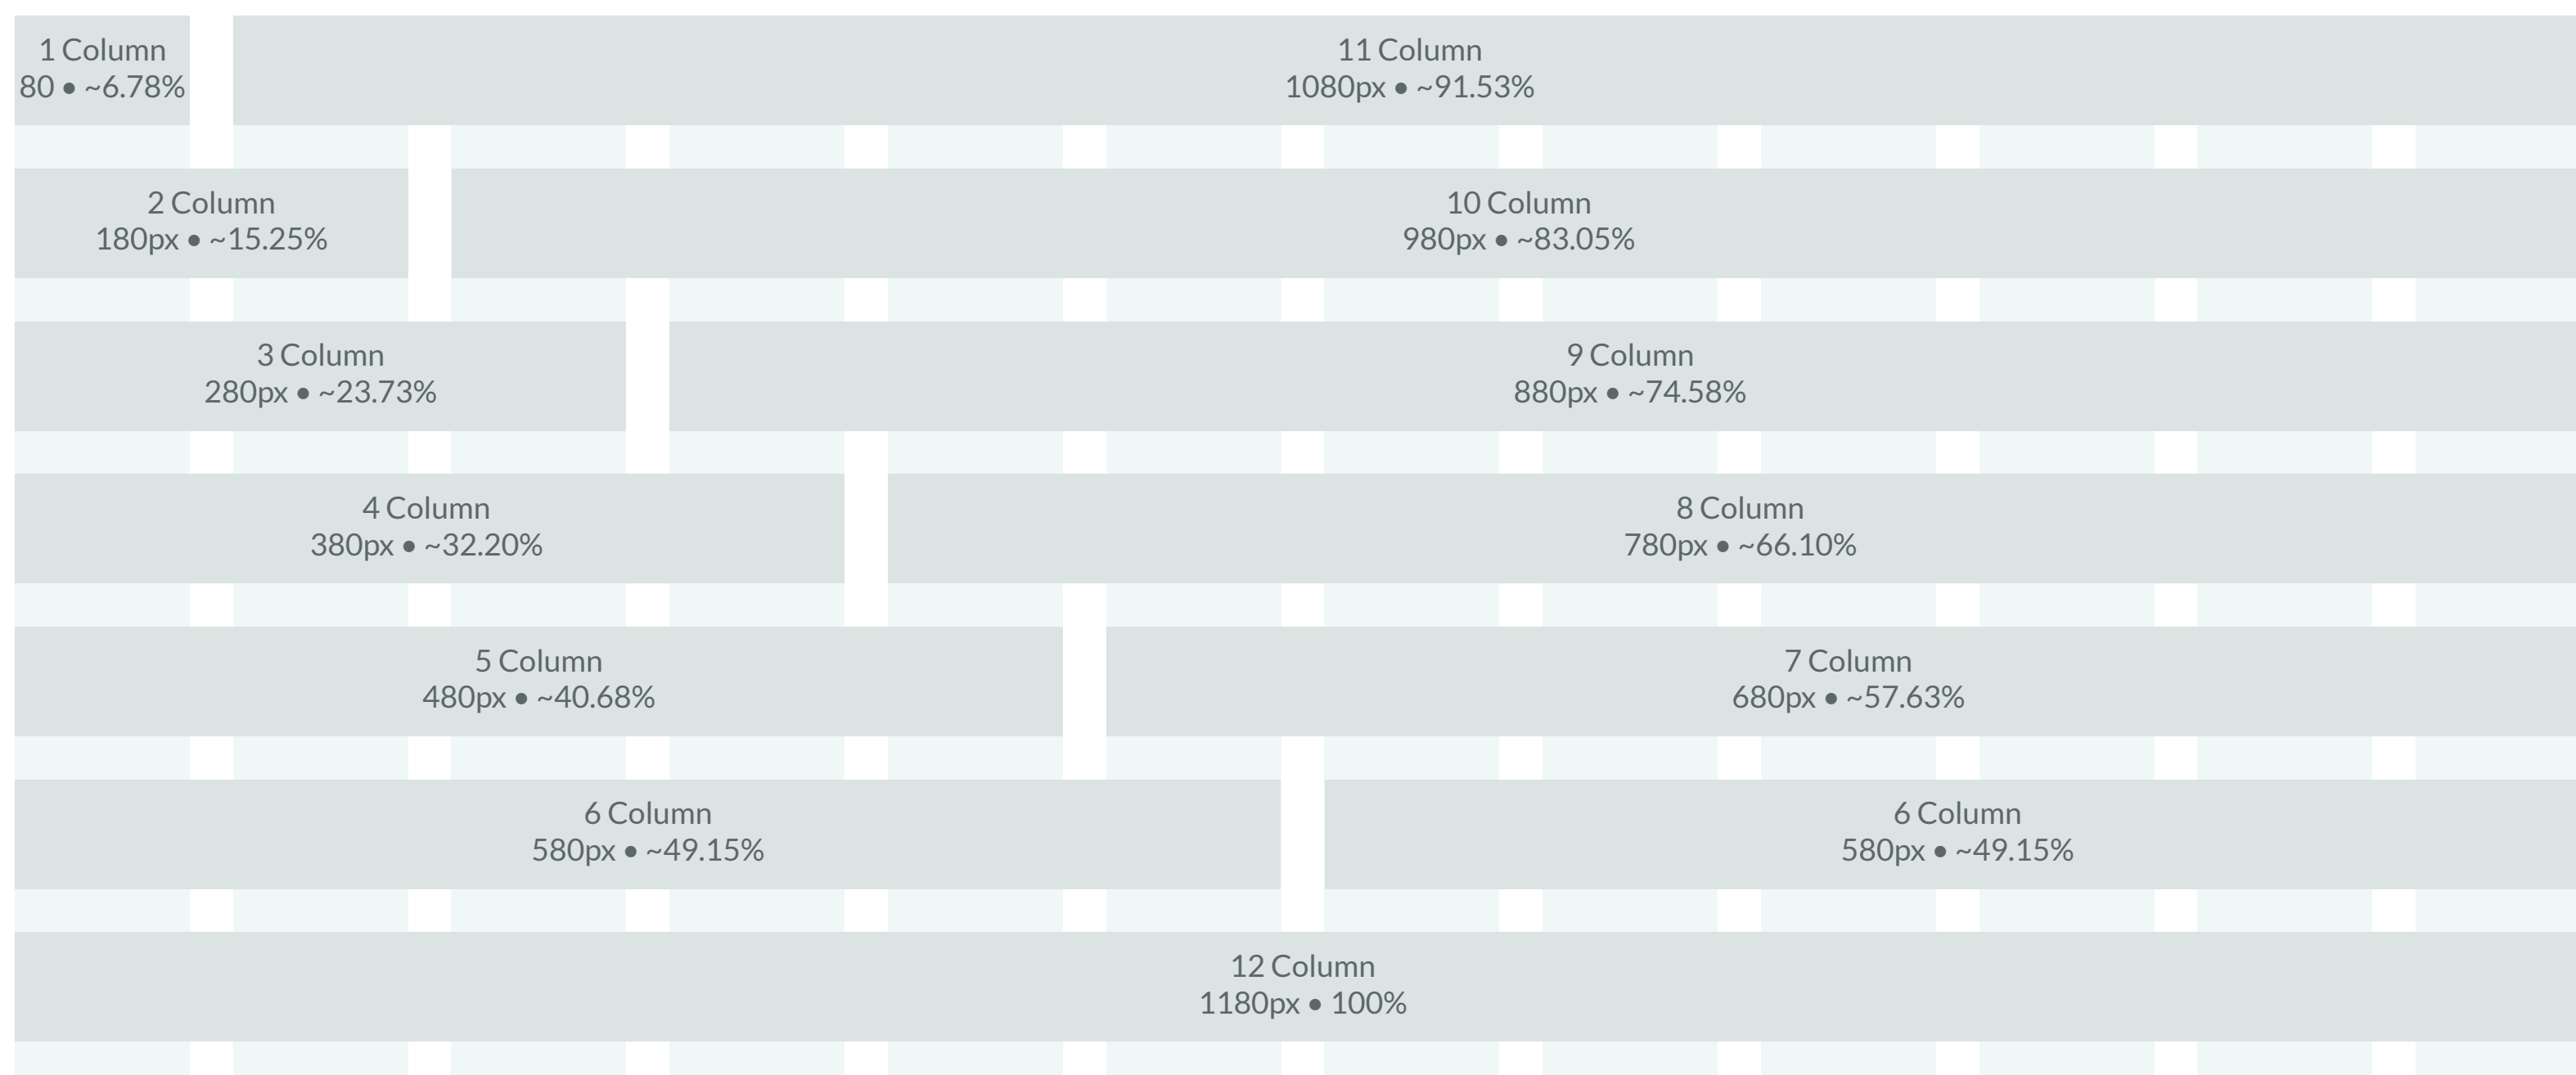 1 Column
80 • ~6.78%
11 Column
1080px • ~91.53%
2 Column
180px • ~15.25%
10 Column
980px • ~83.05%
3 Column
280px • ~23.73%
9 Column
880px • ~74.58%
4 Column
380px • ~32.20%
8 Column
780px • ~66.10%
5 Column
480px • ~40.68%
7 Column
680px • ~57.63%
6 Column
580px • ~49.15%
6 Column
580px • ~49.15%
12 Column
1180px • 100%